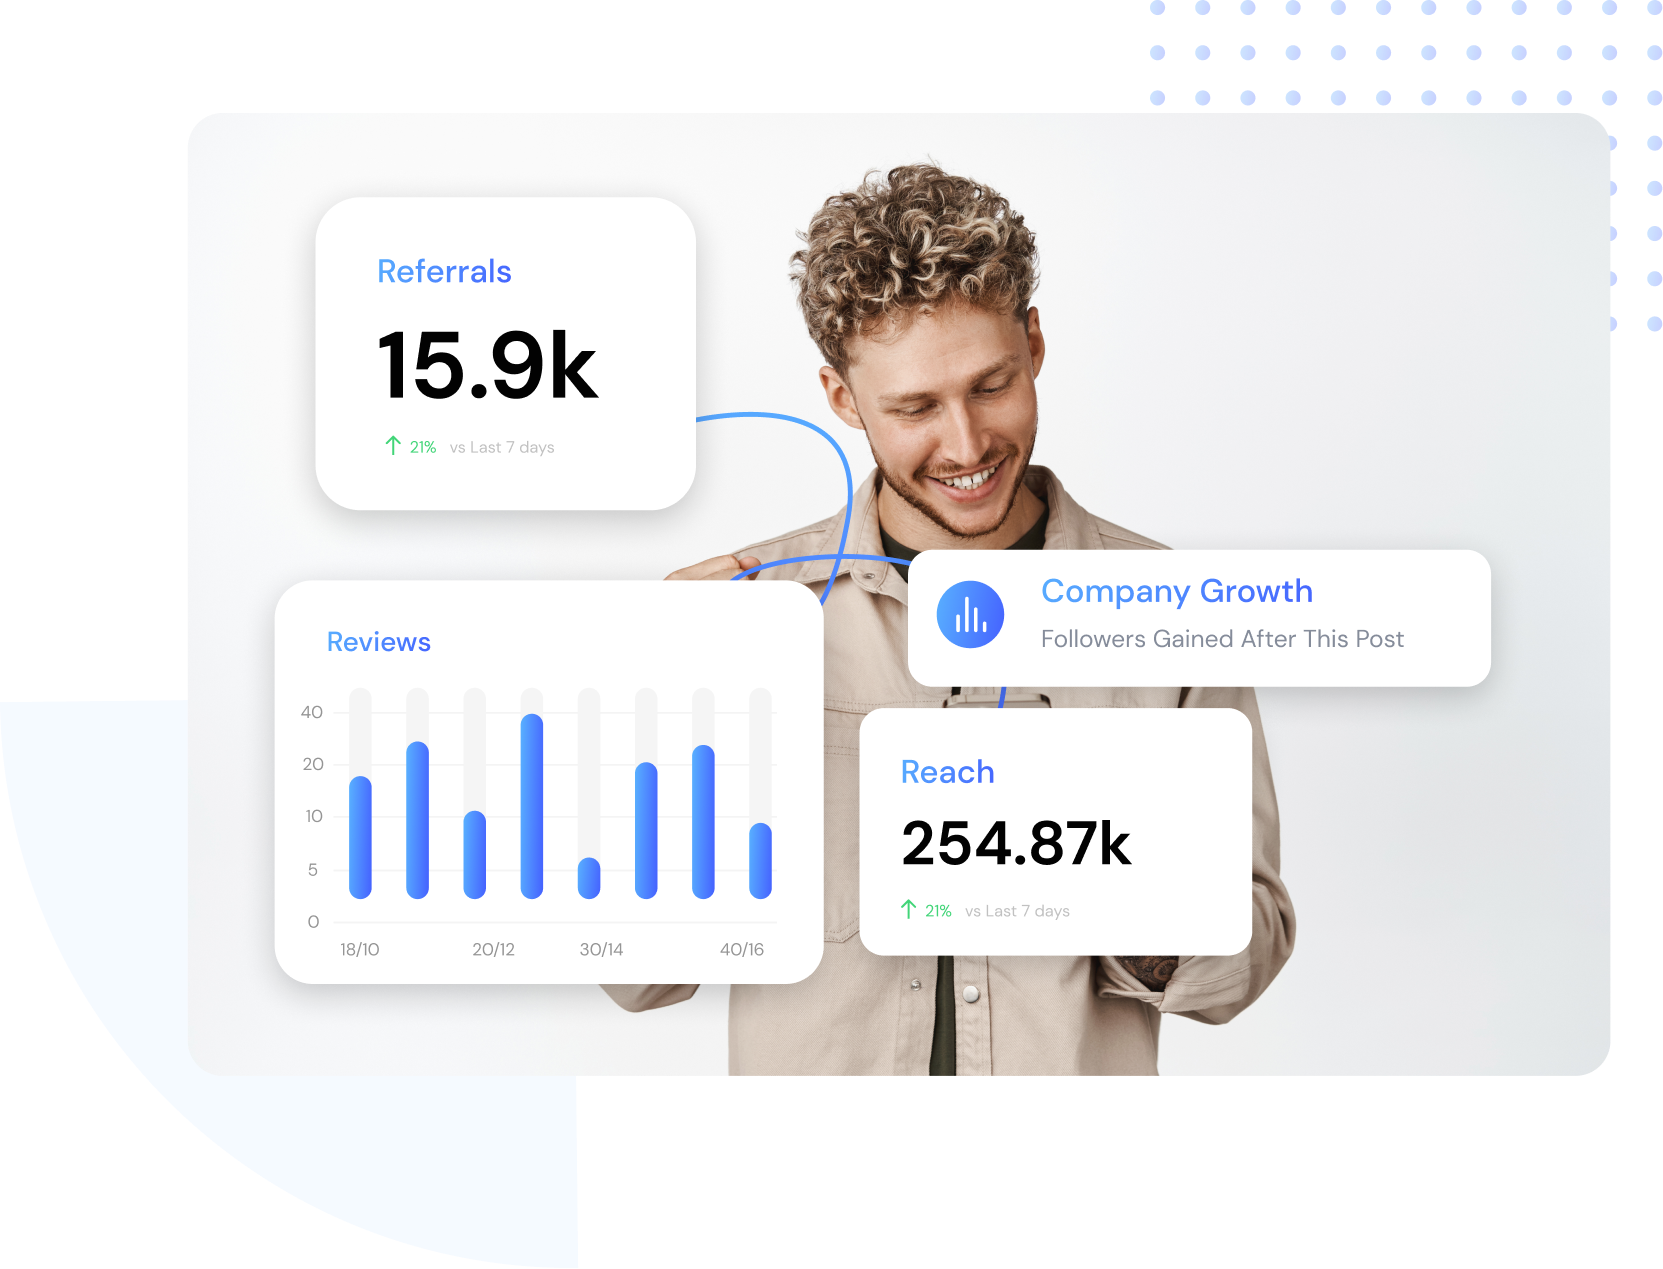 Referrals
15.9k
21% vs Last 7 days
Company Growth
Followers Gained After This Post
Reviews
40
20
10
5
0
18/10 20/12 30/14 40/16
Reach
254.87k
21% vs Last 7 days